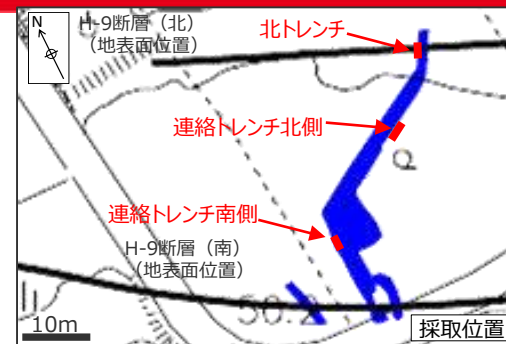 N
H-9断層（北）
（地表面位置）
北トレンチ
連絡トレンチ北側
連絡トレンチ南側
H-9断層（南）
（地表面位置）
50.2
10m
採取位置